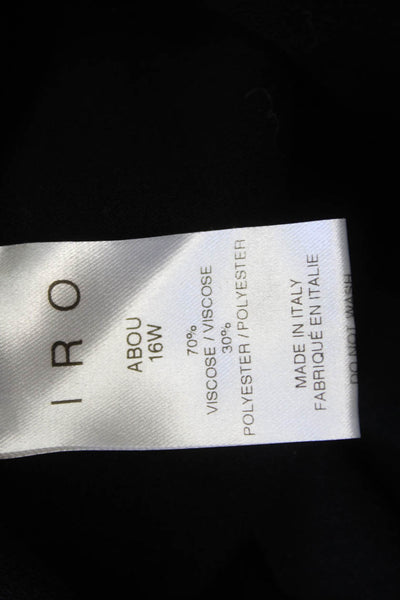 IRO
ABOU
16W
70%
VISCOSE / VISCOSE
30%
POLYESTER / POLYESTER
MADE IN ITALY
FABRIQUÉ EN ITALIE
DO NOT WASH